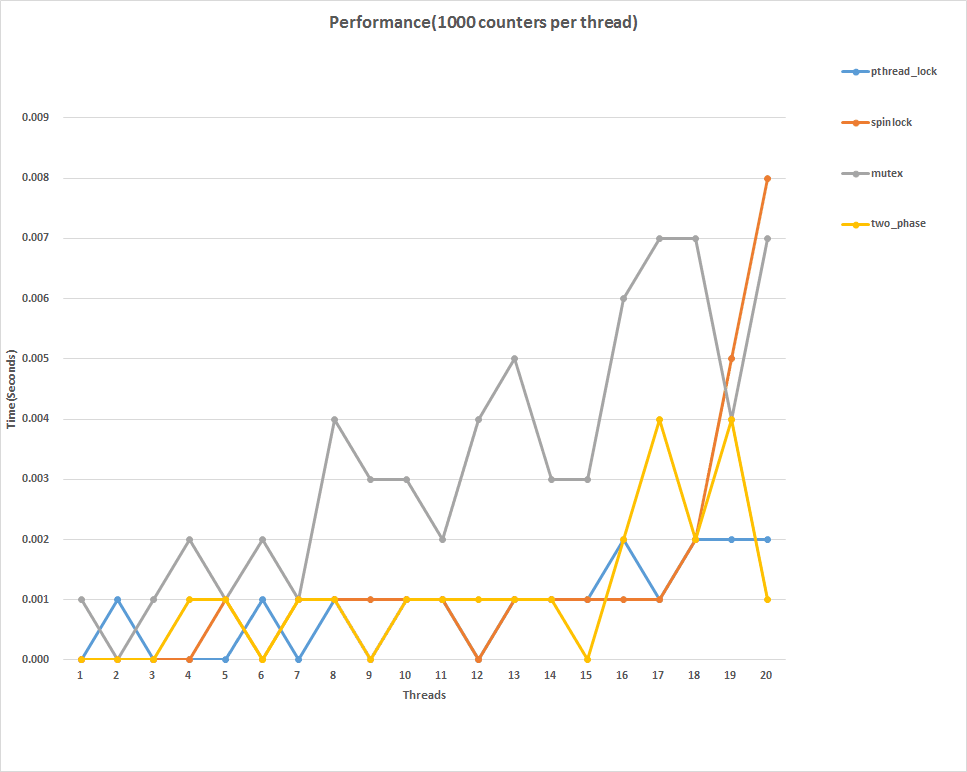 Performance(1000 counters per thread)
pthread_lock
spinlock
mutex
two_phase
0.009
0.008
0.007
0.006
0.005
0.004
0.003
0.002
0.001
0.000
Time(Seconds)
1 2 3 4 5 6 7 8 9 10 11 12 13 14 15 16 17 18 19 20
Threads